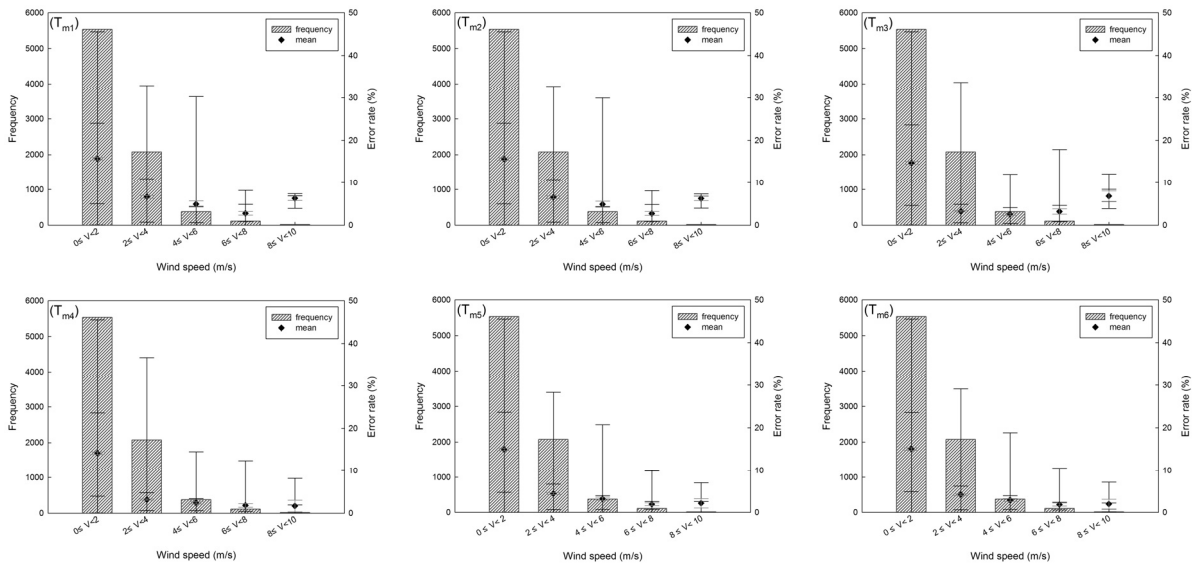 (Tm1)
frequency
mean
Frequency
6000
5000
4000
3000
2000
1000
0
50
40
30
20
10
0
Error rate (%)
0≤ V<2
2≤ V<4
4≤ V<6
6≤ V<8
8≤ V<10
Wind speed (m/s)
(Tm2)
frequency
mean
Frequency
6000
5000
4000
3000
2000
1000
0
50
40
30
20
10
0
Error rate (%)
0≤ V<2
2≤ V<4
4≤ V<6
6≤ V<8
8≤ V<10
Wind speed (m/s)
(Tm3)
frequency
mean
Frequency
6000
5000
4000
3000
2000
1000
0
50
40
30
20
10
0
Error rate (%)
0≤ V<2
2≤ V<4
4≤ V<6
6≤ V<8
8≤ V<10
Wind speed (m/s)
(Tm4)
frequency
mean
Frequency
6000
5000
4000
3000
2000
1000
0
50
40
30
20
10
0
Error rate (%)
0≤ V<2
2≤ V<4
4≤ V<6
6≤ V<8
8≤ V<10
Wind speed (m/s)
(Tm5)
frequency
mean
Frequency
6000
5000
4000
3000
2000
1000
0
50
40
30
20
10
0
Error rate (%)
0 ≤ V< 2
2 ≤ V< 4
4 ≤ V< 6
6 ≤ V< 8
8 ≤ V< 10
Wind speed (m/s)
(Tm6)
frequency
mean
Frequency
6000
5000
4000
3000
2000
1000
0
50
40
30
20
10
0
Error rate (%)
0 ≤ V< 2
2 ≤ V< 4
4 ≤ V< 6
6 ≤ V< 8
8 ≤ V< 10
Wind speed (m/s)